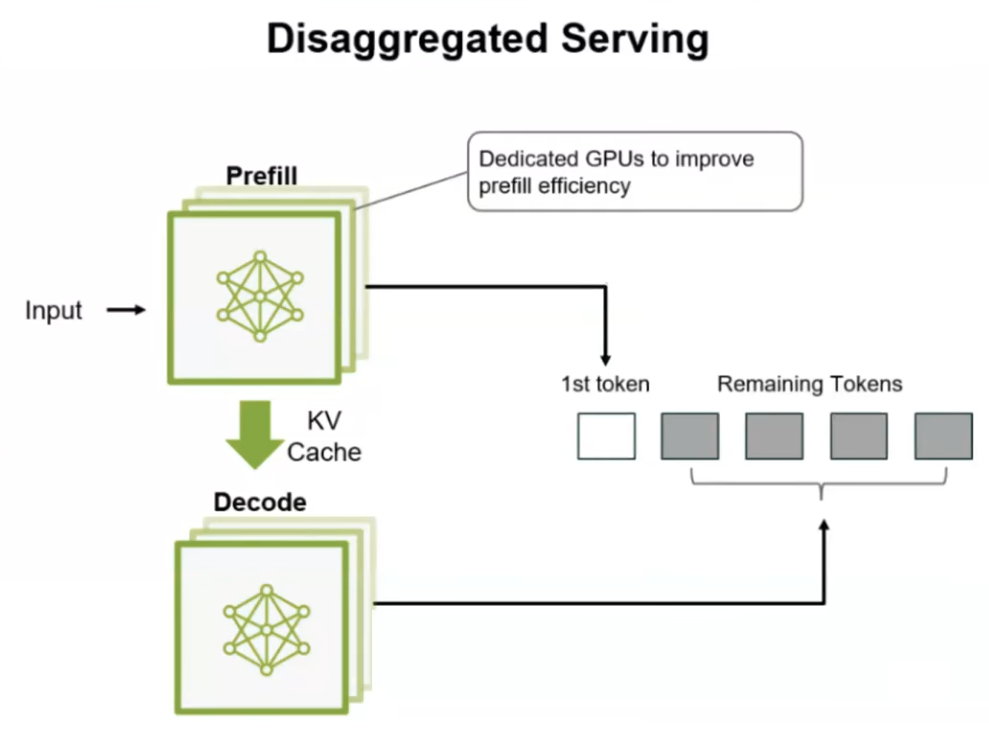 Disaggregated Serving
Dedicated GPUs to improve
prefill efficiency
Prefill
Input
1st token
Remaining Tokens
KV
Cache
Decode